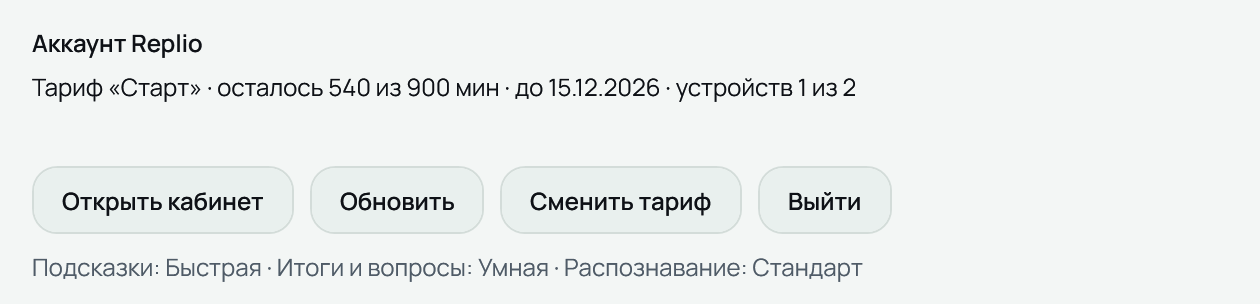 Аккаунт Replio
Тариф «Старт» · осталось 540 из 900 мин · до 15.12.2026 · устройств 1 из 2
Открыть кабинет Обновить Сменить тариф Выйти
Подсказки: Быстрая · Итоги и вопросы: Умная · Распознавание: Стандарт